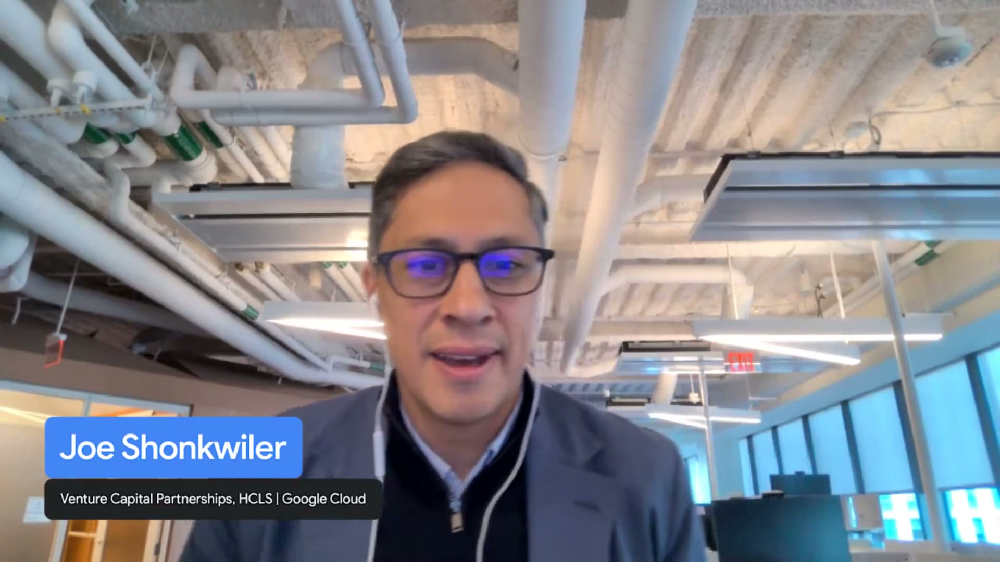 EXIT
Joe Shonkwiler
Venture Capital Partnerships, HCLS | Google Cloud